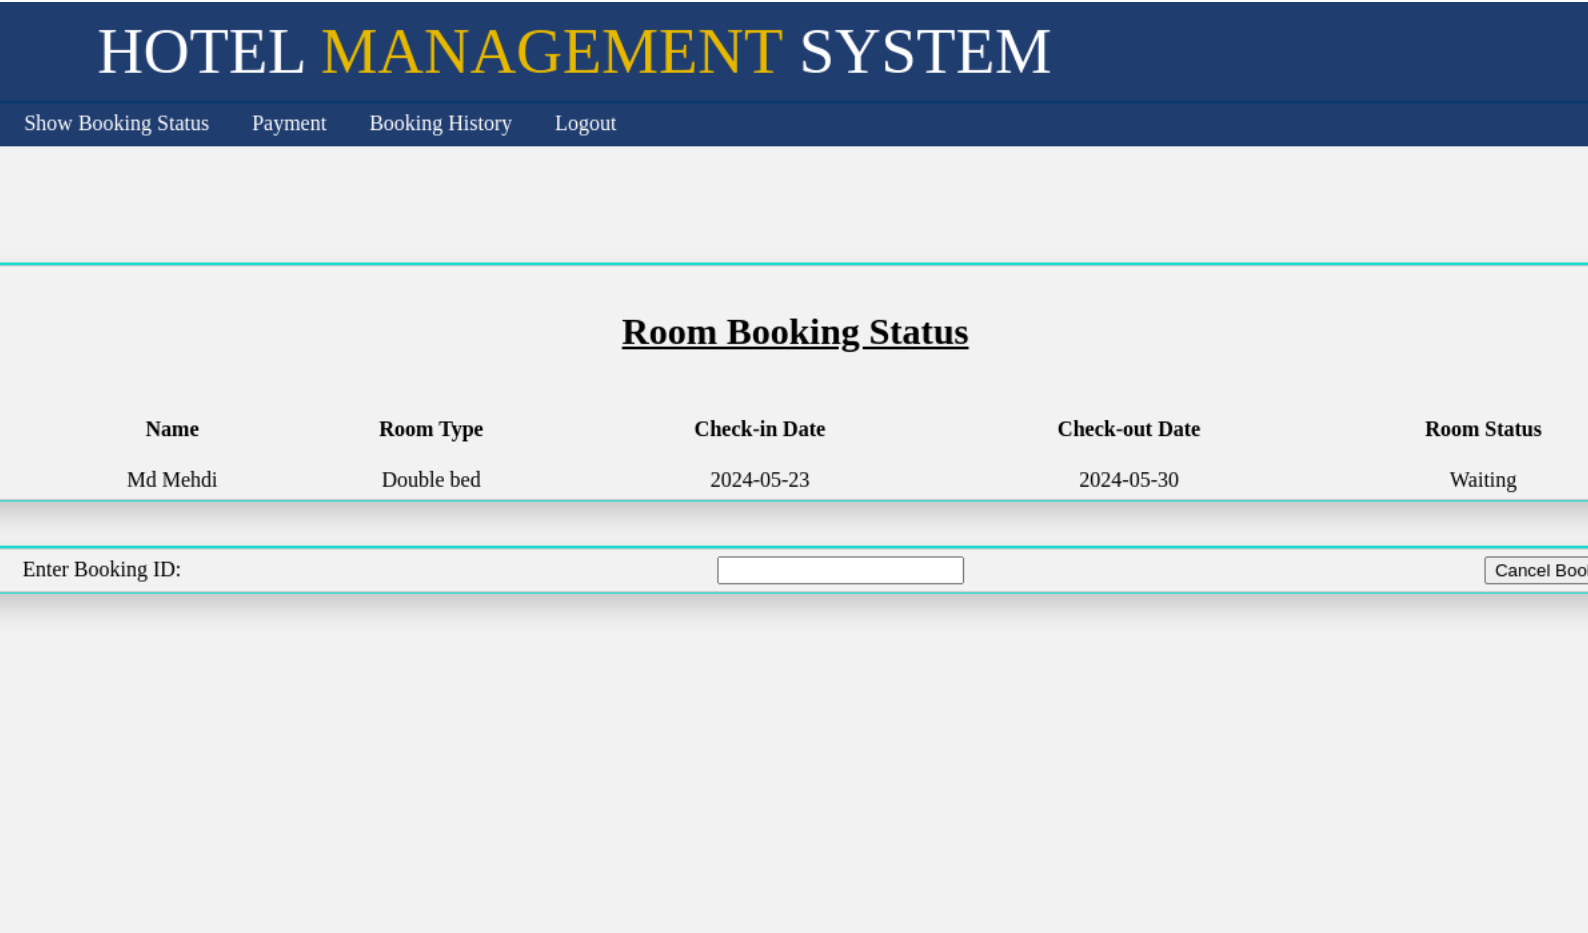 HOTEL MANAGEMENT SYSTEM
Show Booking Status Payment Booking History Logout
Room Booking Status
Name Room Type Check-in Date Check-out Date Room Status
Md Mehdi Double bed 2024-05-23 2024-05-30 Waiting
Enter Booking ID: Cancel